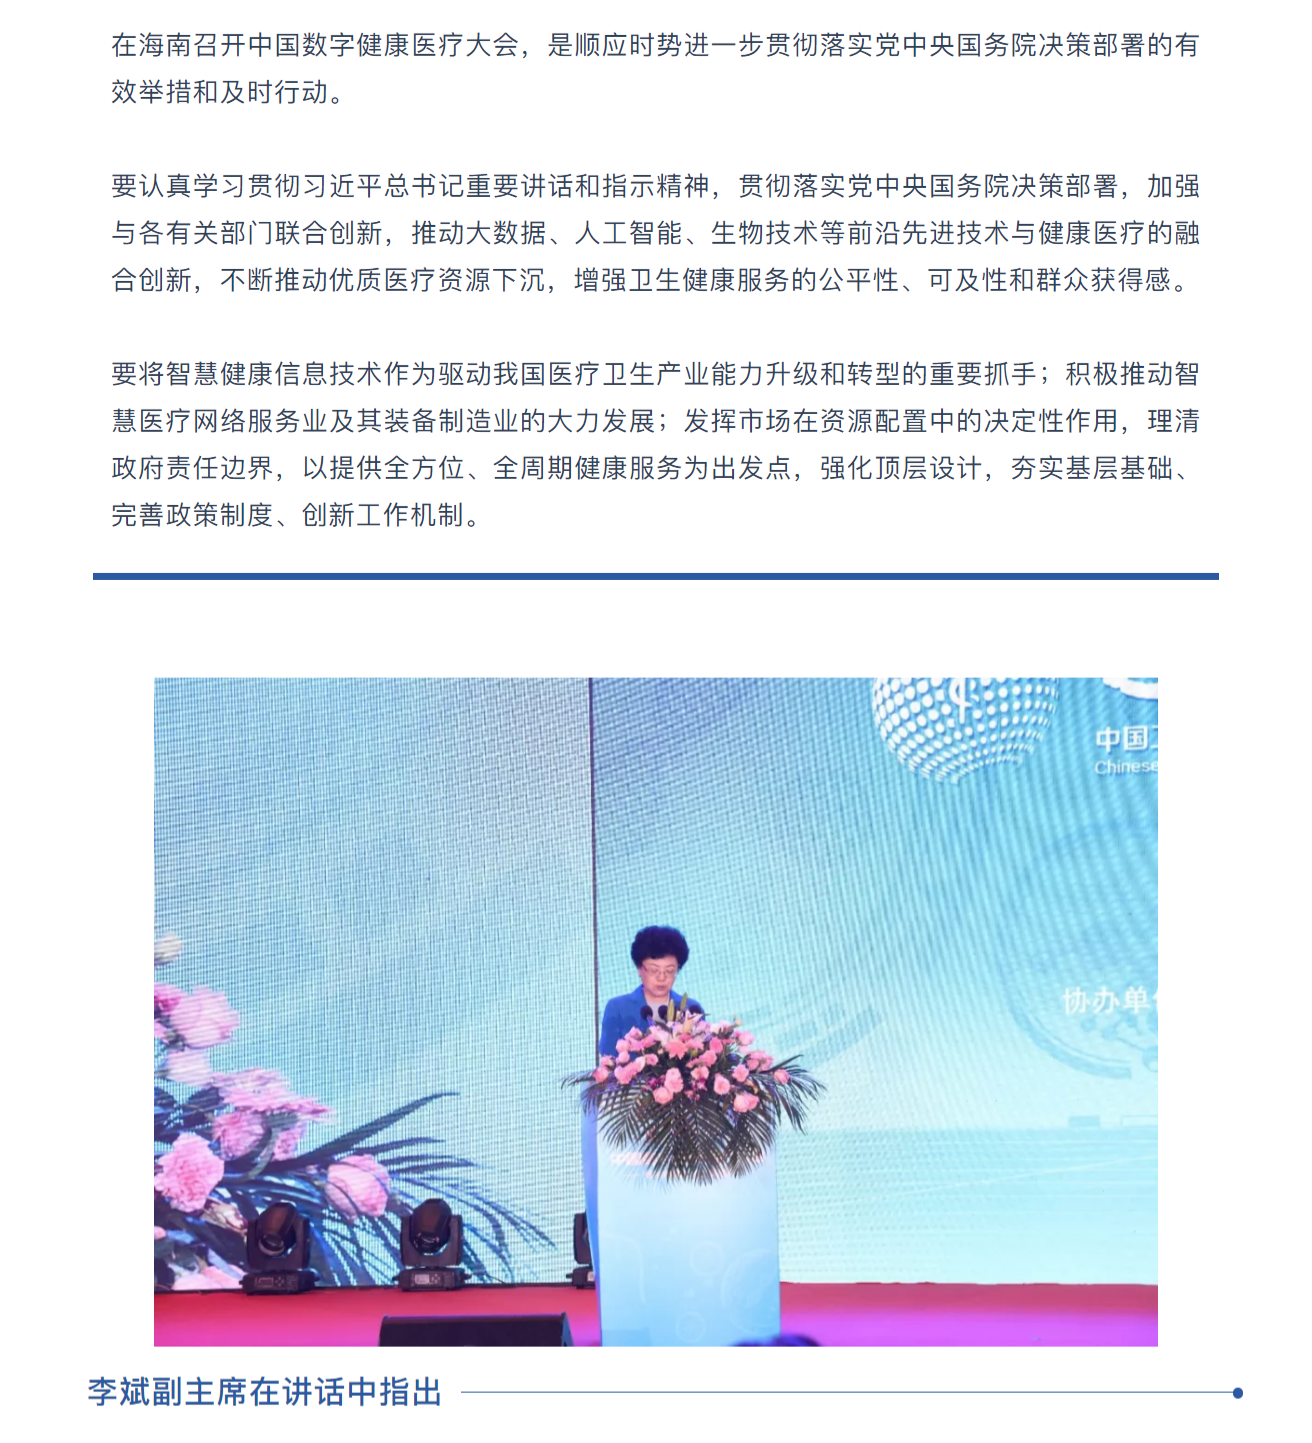 在海南召开中国数字健康医疗大会，是顺应时势进一步贯彻落实党中央国务院决策部署的有
效举措和及时行动。
要认真学习贯彻习近平总书记重要讲话和指示精神，贯彻落实党中央国务院决策部署，加强
与各有关部门联合创新，推动大数据、人工智能、生物技术等前沿先进技术与健康医疗的融
合创新，不断推动优质医疗资源下沉，增强卫生健康服务的公平性、可及性和群众获得感。
要将智慧健康信息技术作为驱动我国医疗卫生产业能力升级和转型的重要抓手；积极推动智
慧医疗网络服务业及其装备制造业的大力发展；发挥市场在资源配置中的决定性作用，理清
政府责任边界，以提供全方位、全周期健康服务为出发点，强化顶层设计，夯实基层基础、
完善政策制度、创新工作机制。
中国
Chinese
协办单
李斌副主席在讲话中指出